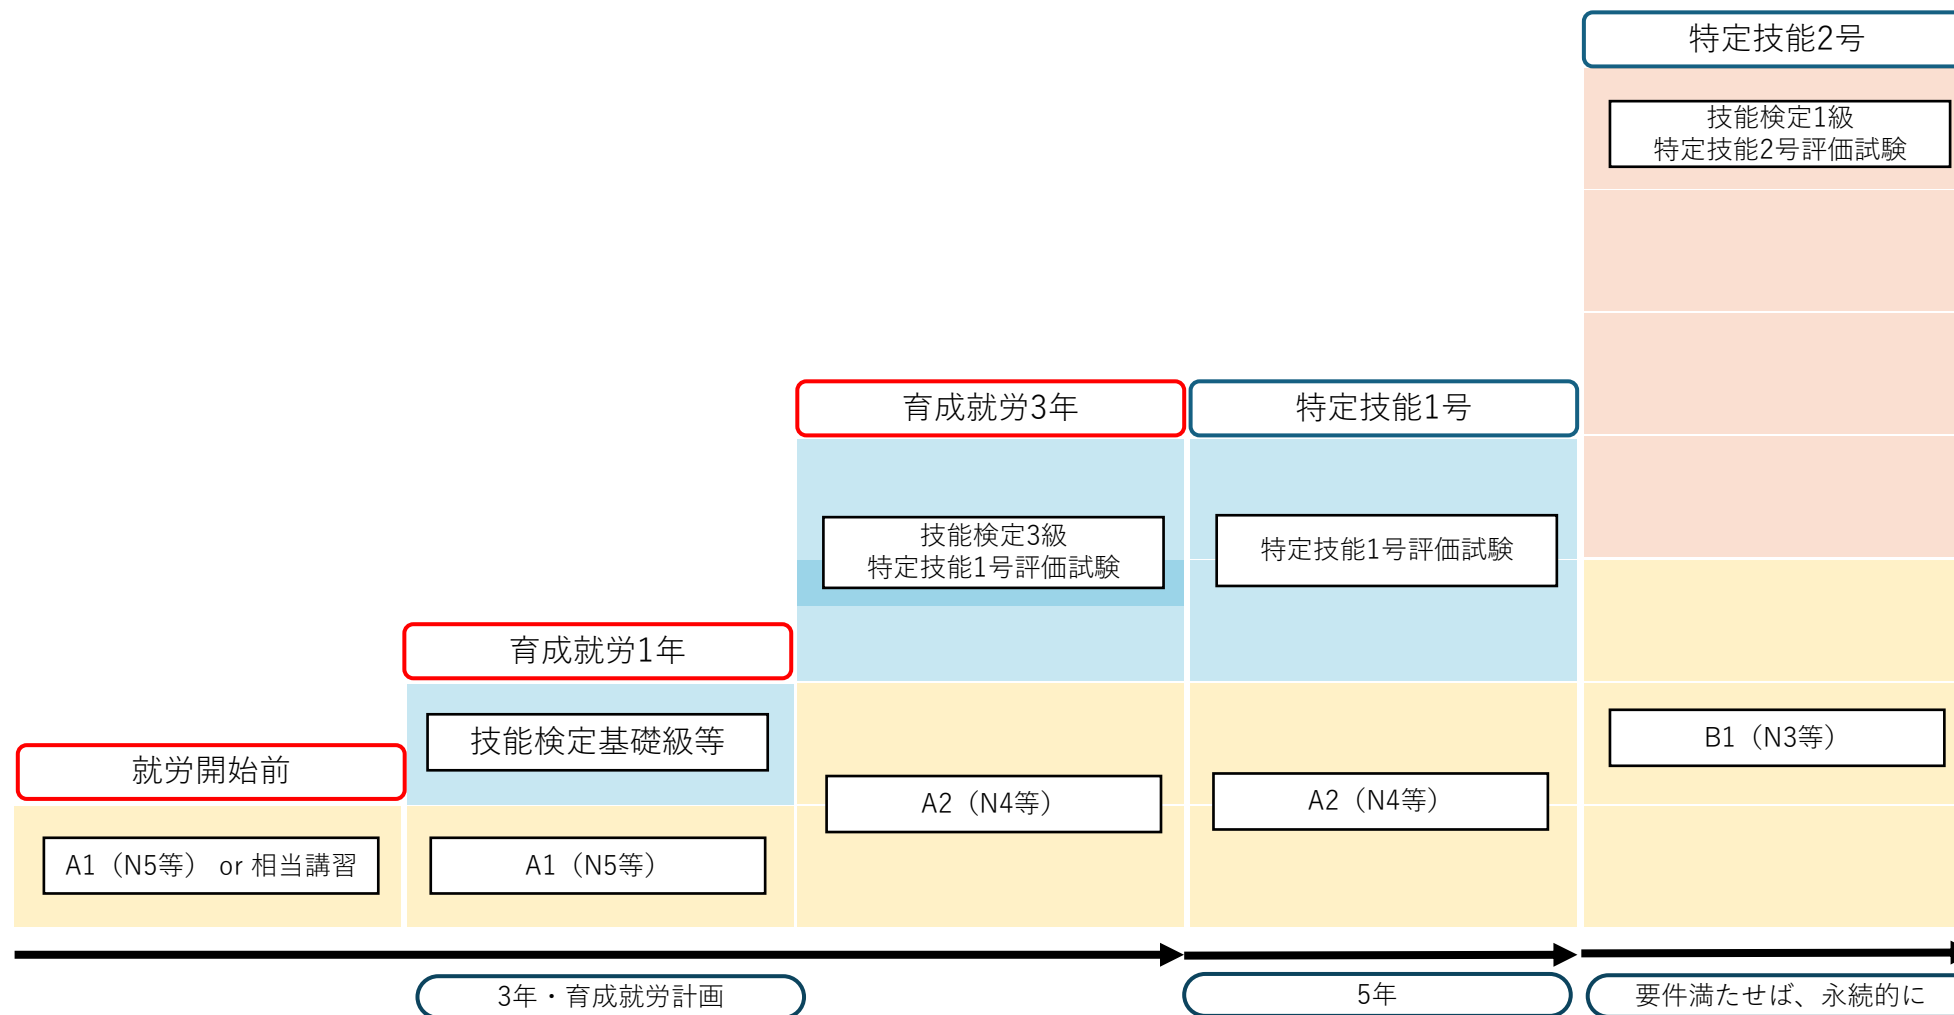 特定技能2号
技能検定1級
特定技能2号評価試験
育成就労3年
特定技能1号
技能検定3級
特定技能1号評価試験
特定技能1号評価試験
育成就労1年
技能検定基礎級等
B1（N3等）
就労開始前
A2（N4等）
A2（N4等）
A1（N5等） or 相当講習
A1（N5等）
3年・育成就労計画
5年
要件満たせば、永続的に